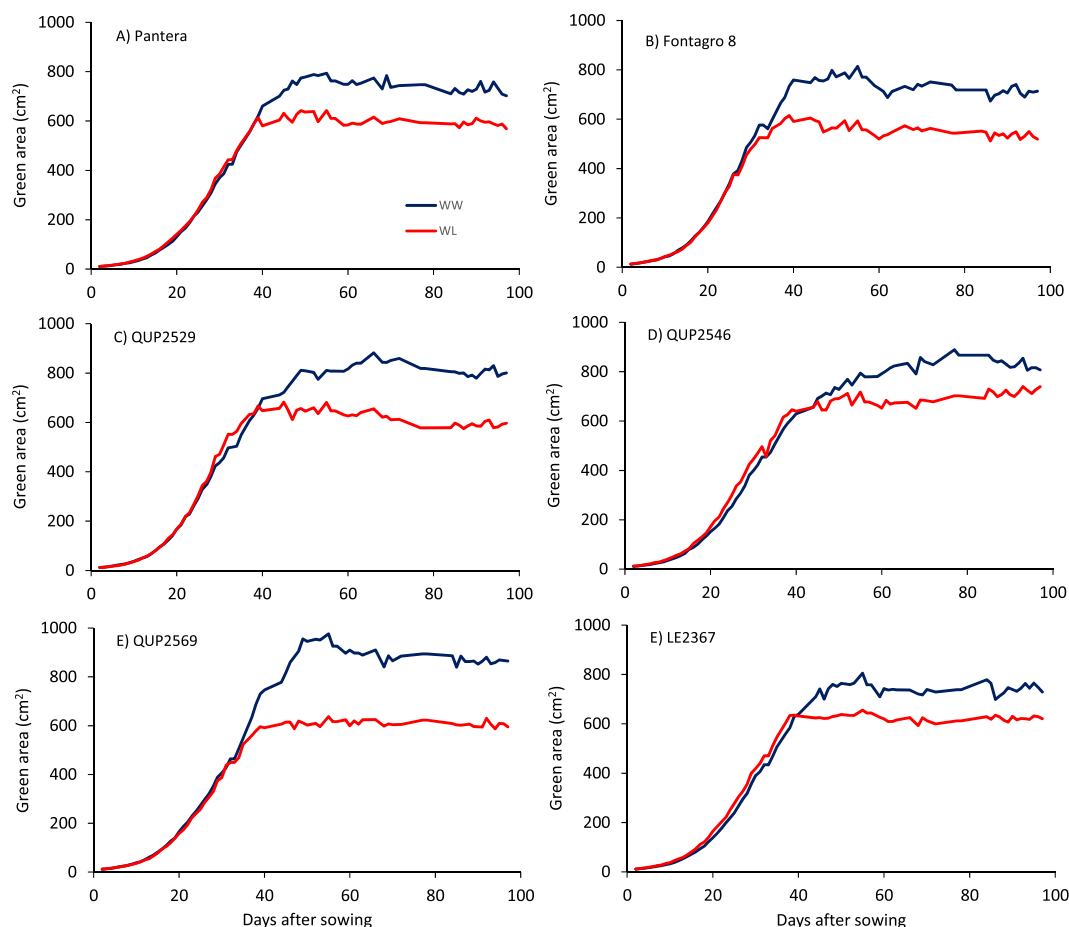 A) Pantera
Green area (cm²)
1000
800
600
400
200
0
WW
WL
0 20 40 60 80 100
B) Fontagro 8
Green area (cm²)
1000
800
600
400
200
0
0 20 40 60 80 100
C) QUP2529
Green area (cm²)
1000
800
600
400
200
0
0 20 40 60 80 100
D) QUP2546
Green area (cm²)
1000
800
600
400
200
0
0 20 40 60 80 100
E) QUP2569
Green area (cm²)
1000
800
600
400
200
0
0 20 40 60 80 100
Days after sowing
E) LE2367
Green area (cm²)
1000
800
600
400
200
0
0 20 40 60 80 100
Days after sowing